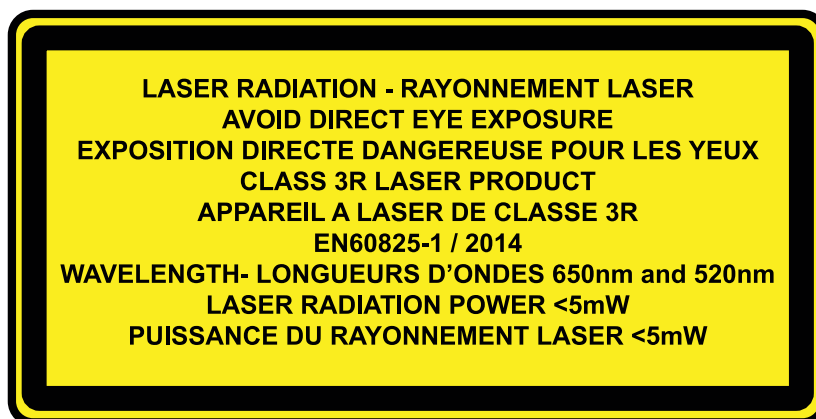 LASER RADIATION - RAYONNEMENT LASER
AVOID DIRECT EYE EXPOSURE
EXPOSITION DIRECTE DANGEREUSE POUR LES YEUX
CLASS 3R LASER PRODUCT
APPAREIL A LASER DE CLASSE 3R
EN60825-1 / 2014
WAVELENGTH- LONGUEURS D'ONDES 650nm and 520nm
LASER RADIATION POWER <5mW
PUISSANCE DU RAYONNEMENT LASER <5mW